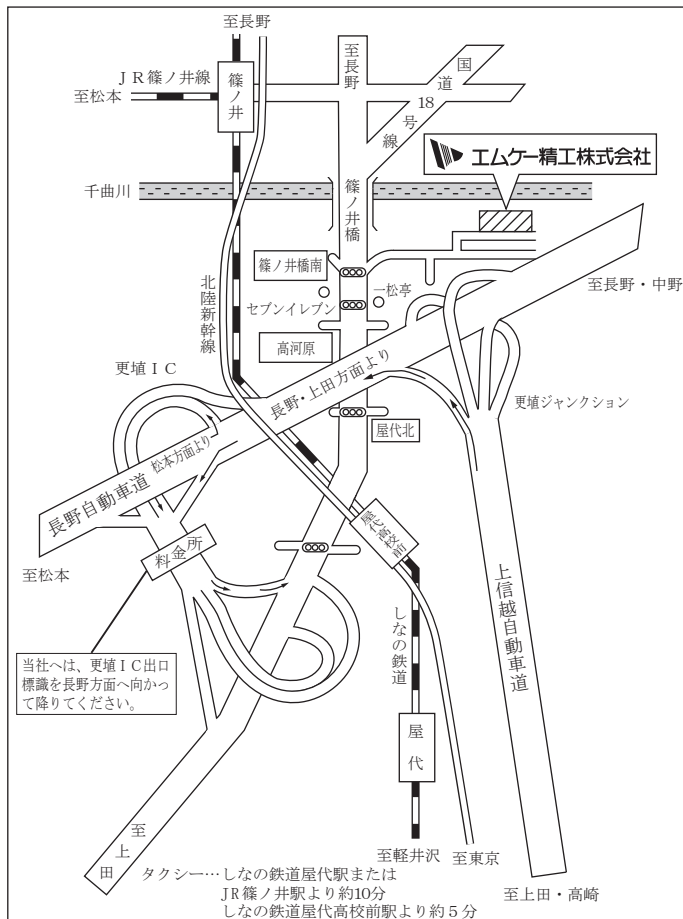 至長野
JR篠ノ井線
至松本
篠ノ井
至長野
国道18号線
エムケー精工株式会社
千曲川
篠ノ井橋
北陸新幹線
篠ノ井橋南
一松亭
セブンイレブン
至長野・中野
高河原
更埴IC
長野・上田方面より
更埴ジャンクション
屋代北
松本方面より
長野自動車道
屋代高校前
料金所
至松本
上信越自動車道
しなの鉄道
当社へは、更埴IC出口
標識を長野方面へ向かっ
て降りてください。
屋代
至上田
至軽井沢
至東京
至上田・高崎
タクシー…しなの鉄道屋代駅または
JR篠ノ井駅より約10分
しなの鉄道屋代高校前駅より約5分